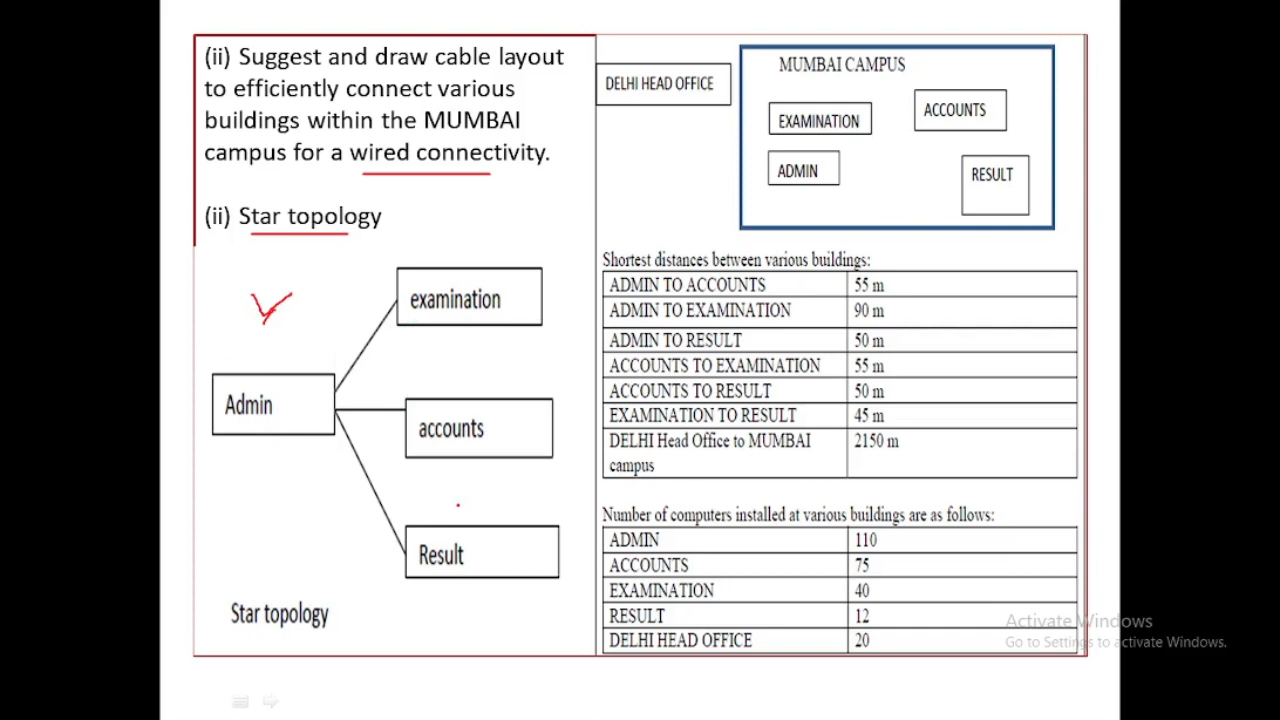 (ii) Suggest and draw cable layout
to efficiently connect various
buildings within the MUMBAI
campus for a wired connectivity.
(ii) Star topology
examination
Admin
accounts
Result
Star topology
DELHI HEAD OFFICE
MUMBAI CAMPUS
EXAMINATION
ACCOUNTS
ADMIN
RESULT
Shortest distances between various buildings:
ADMIN TO ACCOUNTS 55 m
ADMIN TO EXAMINATION 90 m
ADMIN TO RESULT 50 m
ACCOUNTS TO EXAMINATION 55 m
ACCOUNTS TO RESULT 50 m
EXAMINATION TO RESULT 45 m
DELHI Head Office to MUMBAI 2150 m
campus
Number of computers installed at various buildings are as follows:
ADMIN 110
ACCOUNTS 75
EXAMINATION 40
RESULT 12
DELHI HEAD OFFICE 20
Activate Windows
Go to Settings to activate Windows.